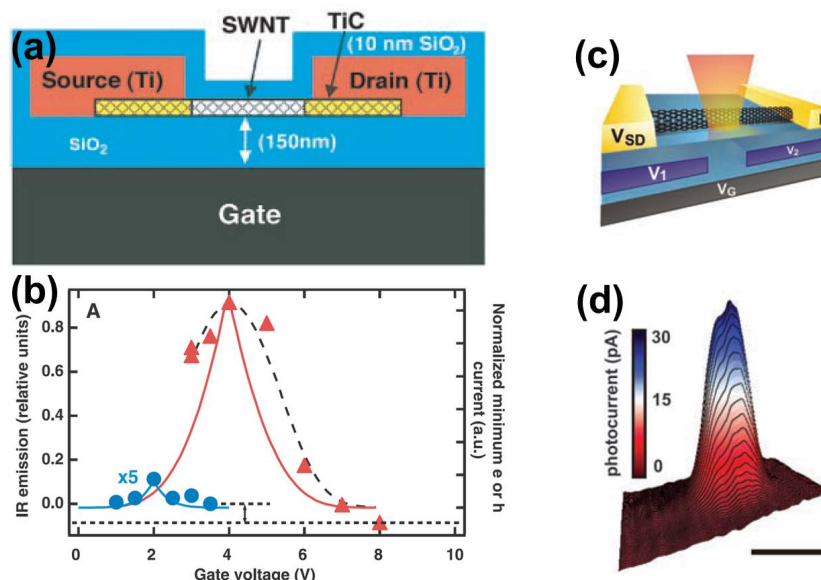 (a)
SWNT
TiC
(10 nm SiO₂)
Source (Ti)
Drain (Ti)
SiO₂
(150nm)
Gate
(b)
A
IR emission (relative units)
0.8
0.6
0.4
0.2
0.0
x5
0
2
4
6
8
10
Gate voltage (V)
Normalized minimum e or h
current (a.u.)
(c)
V_SD
V₁
V₂
V_G
(d)
photocurrent (pA)
30
15
0